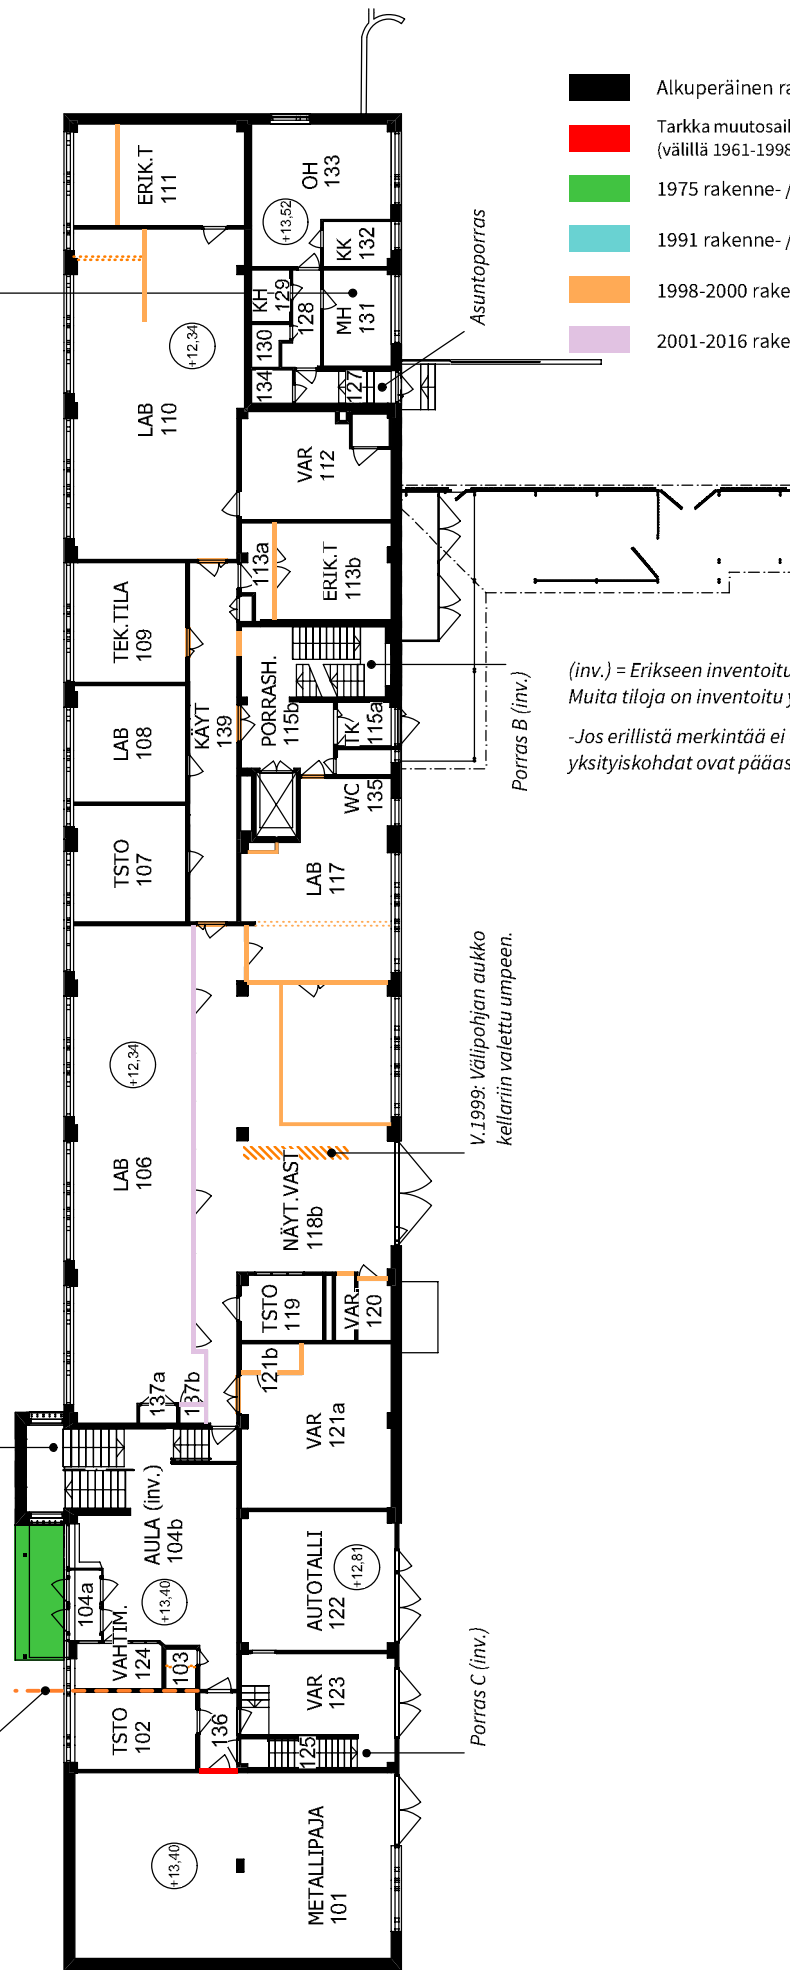 Alkuperäinen ra
Tarkka muutosail
(välillä 1961-1998
1975 rakenne- /
1991 rakenne- /
1998-2000 rake
2001-2016 rake
ERIK.T
111
OH
133
+13,52
KK
132
KH
129
128
MH
131
130
134
127
Asuntoporras
+12,34
LAB
110
VAR
112
113a
ERIK.T
113b
TEK.TILA
109
LAB
108
KÄYT
139
PORRASH.
115b
TK
115a
Porras B (inv.)
(inv.) = Erikseen inventoitu
Muita tiloja on inventoitu y
-Jos erillistä merkintää ei
yksityiskohdat ovat pääas
WC
135
TSTO
107
LAB
117
V.1999: Välipohjan aukko
kellariin valettu umpeen.
+12,34
LAB
106
NÄYT.VAST
118b
TSTO
119
VAR
120
121b
137a
137b
VAR
121a
AULA (inv.)
104b
104a
+13,40
AUTOTALLI
122
+12,81
VAHTIM.
124
103
VAR
123
Porras C (inv.)
TSTO
102
136
125
+13,40
METALLIPAJA
101